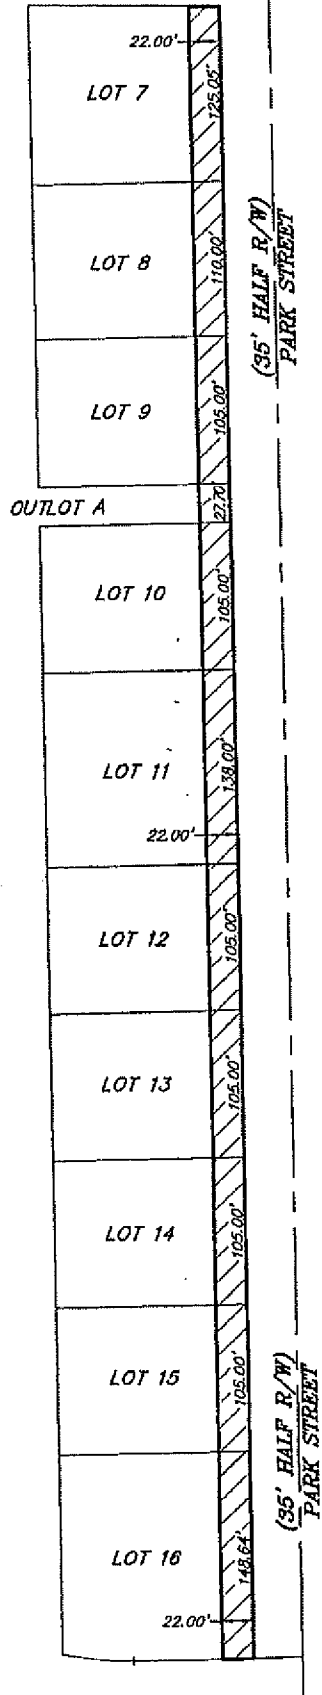 22.00'
LOT 7
125.05'
LOT 8
110.00'
(35' HALF R/W)
PARK STREET
LOT 9
105.00'
OUTLOT A
27.70
LOT 10
105.00'
LOT 11
138.00'
22.00'
LOT 12
105.00'
LOT 13
105.00'
LOT 14
105.00'
LOT 15
105.00'
(35' HALF R/W)
PARK STREET
LOT 16
148.64'
22.00'